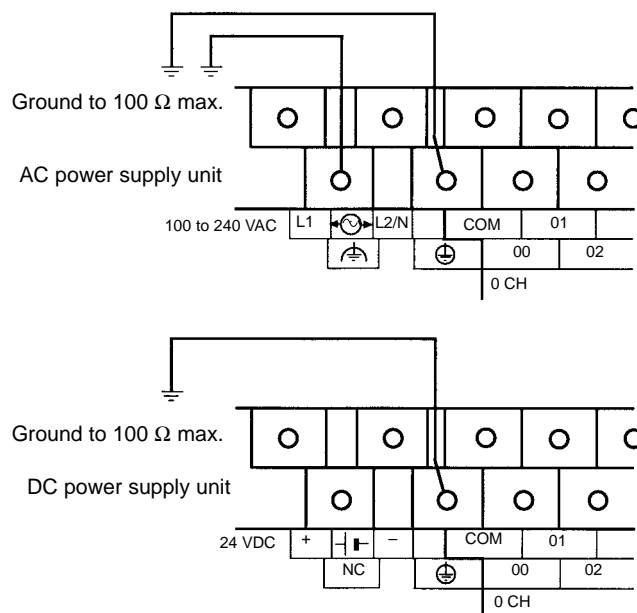 Ground to 100 Ω max.
AC power supply unit
100 to 240 VAC L1 L2/N COM 01
00 02
0 CH
Ground to 100 Ω max.
DC power supply unit
24 VDC + − COM 01
NC 00 02
0 CH